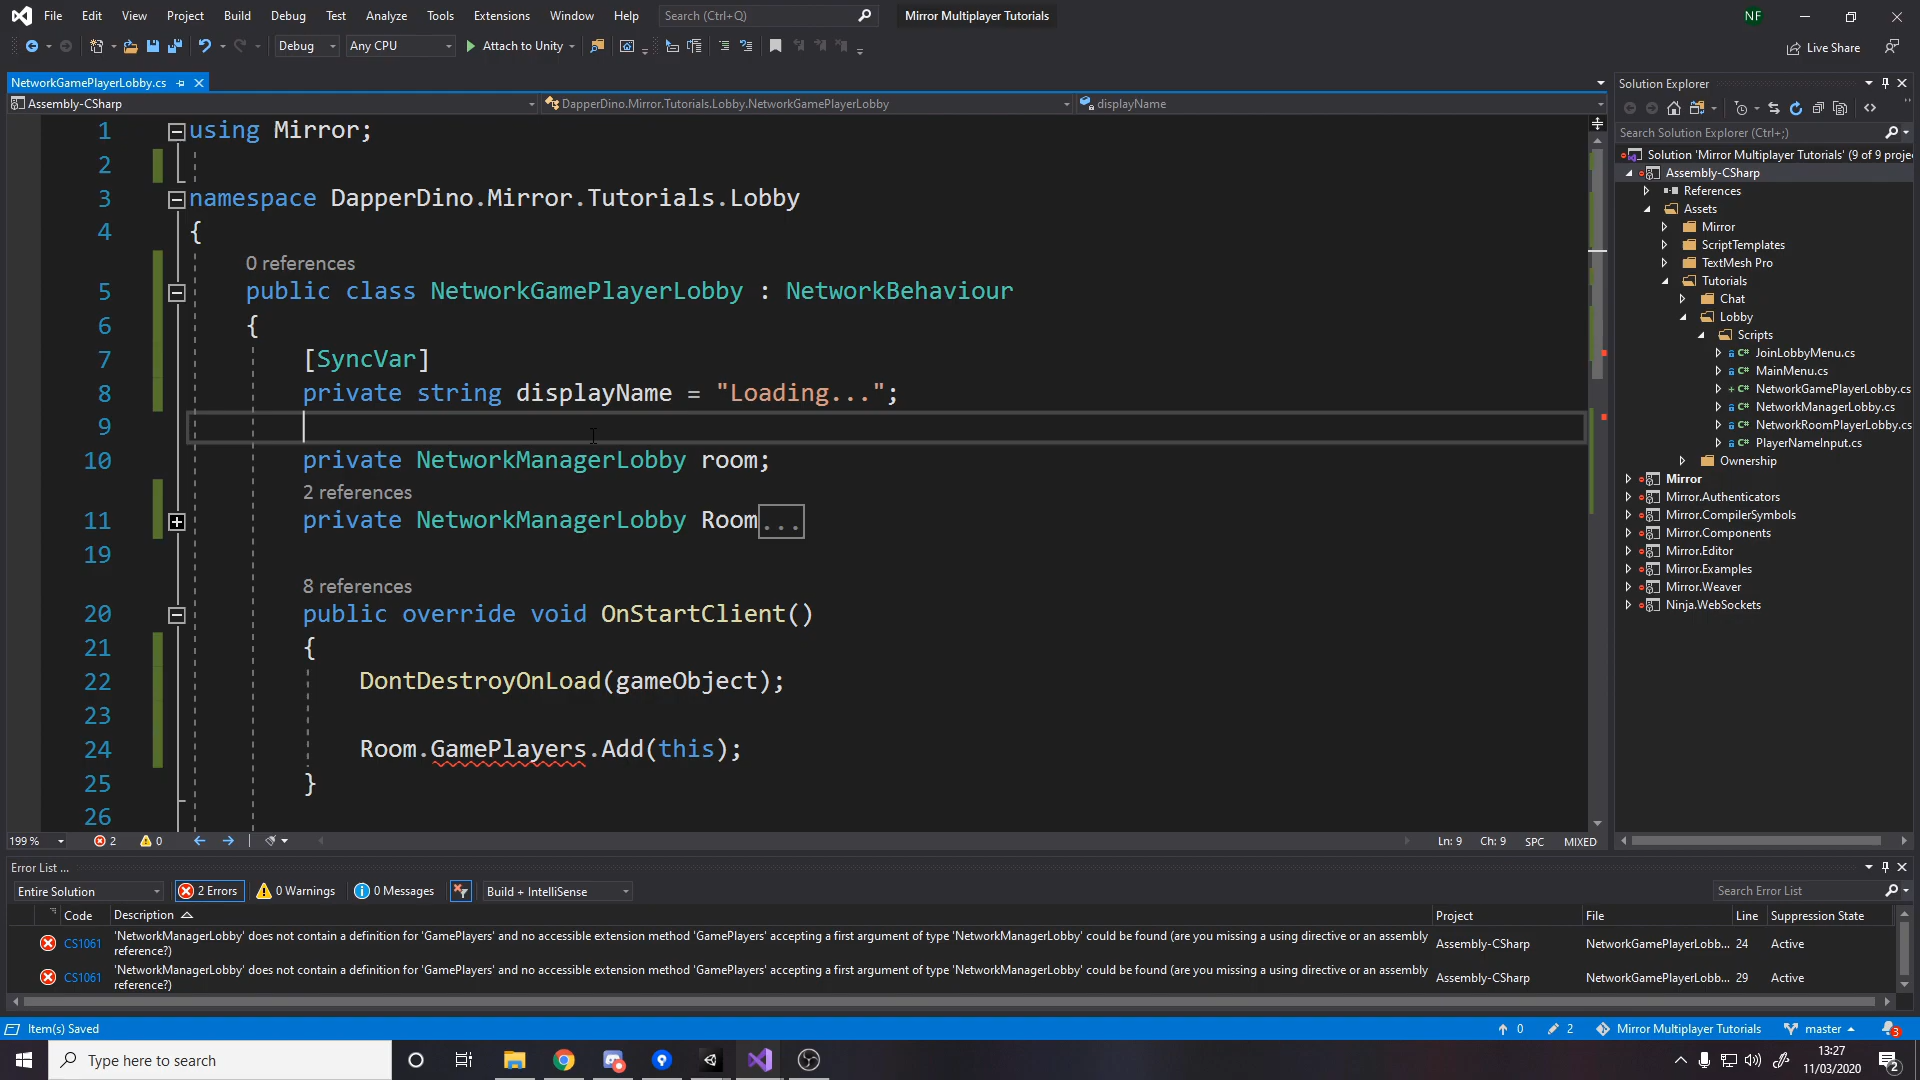 File Edit View Project Build Debug Test Analyze Tools Extensions Window Help Search (Ctrl+Q) Mirror Multiplayer Tutorials NF
Debug Any CPU Attach to Unity Live Share
NetworkGamePlayerLobby.cs
Assembly-CSharp DapperDino.Mirror.Tutorials.Lobby.NetworkGamePlayerLobby displayName
1 using Mirror;
2
3 namespace DapperDino.Mirror.Tutorials.Lobby
4 {
0 references
5 public class NetworkGamePlayerLobby : NetworkBehaviour
6 {
7 [SyncVar]
8 private string displayName = "Loading...";
9
10 private NetworkManagerLobby room;
2 references
11 private NetworkManagerLobby Room...
19
8 references
20 public override void OnStartClient()
21 {
22 DontDestroyOnLoad(gameObject);
23
24 Room.GamePlayers.Add(this);
25 }
26
199 % 2 0 Ln: 9 Ch: 9 SPC MIXED
Solution Explorer
Search Solution Explorer (Ctrl+;)
Solution 'Mirror Multiplayer Tutorials' (9 of 9 proje
Assembly-CSharp
References
Assets
Mirror
ScriptTemplates
TextMesh Pro
Tutorials
Chat
Lobby
Scripts
JoinLobbyMenu.cs
MainMenu.cs
NetworkGamePlayerLobby.cs
NetworkManagerLobby.cs
NetworkRoomPlayerLobby.cs
PlayerNameInput.cs
Ownership
Mirror
Mirror.Authenticators
Mirror.CompilerSymbols
Mirror.Components
Mirror.Editor
Mirror.Examples
Mirror.Weaver
Ninja.WebSockets
Error List ...
Entire Solution 2 Errors 0 Warnings 0 Messages Build + IntelliSense Search Error List
Code Description Project File Line Suppression State
CS1061 'NetworkManagerLobby' does not contain a definition for 'GamePlayers' and no accessible extension method 'GamePlayers' accepting a first argument of type 'NetworkManagerLobby' could be found (are you missing a using directive or an assembly
reference?) Assembly-CSharp NetworkGamePlayerLobb... 24 Active
CS1061 'NetworkManagerLobby' does not contain a definition for 'GamePlayers' and no accessible extension method 'GamePlayers' accepting a first argument of type 'NetworkManagerLobby' could be found (are you missing a using directive or an assembly
reference?) Assembly-CSharp NetworkGamePlayerLobb... 29 Active
Item(s) Saved 0 2 Mirror Multiplayer Tutorials master 3
Type here to search 13:27
11/03/2020 2